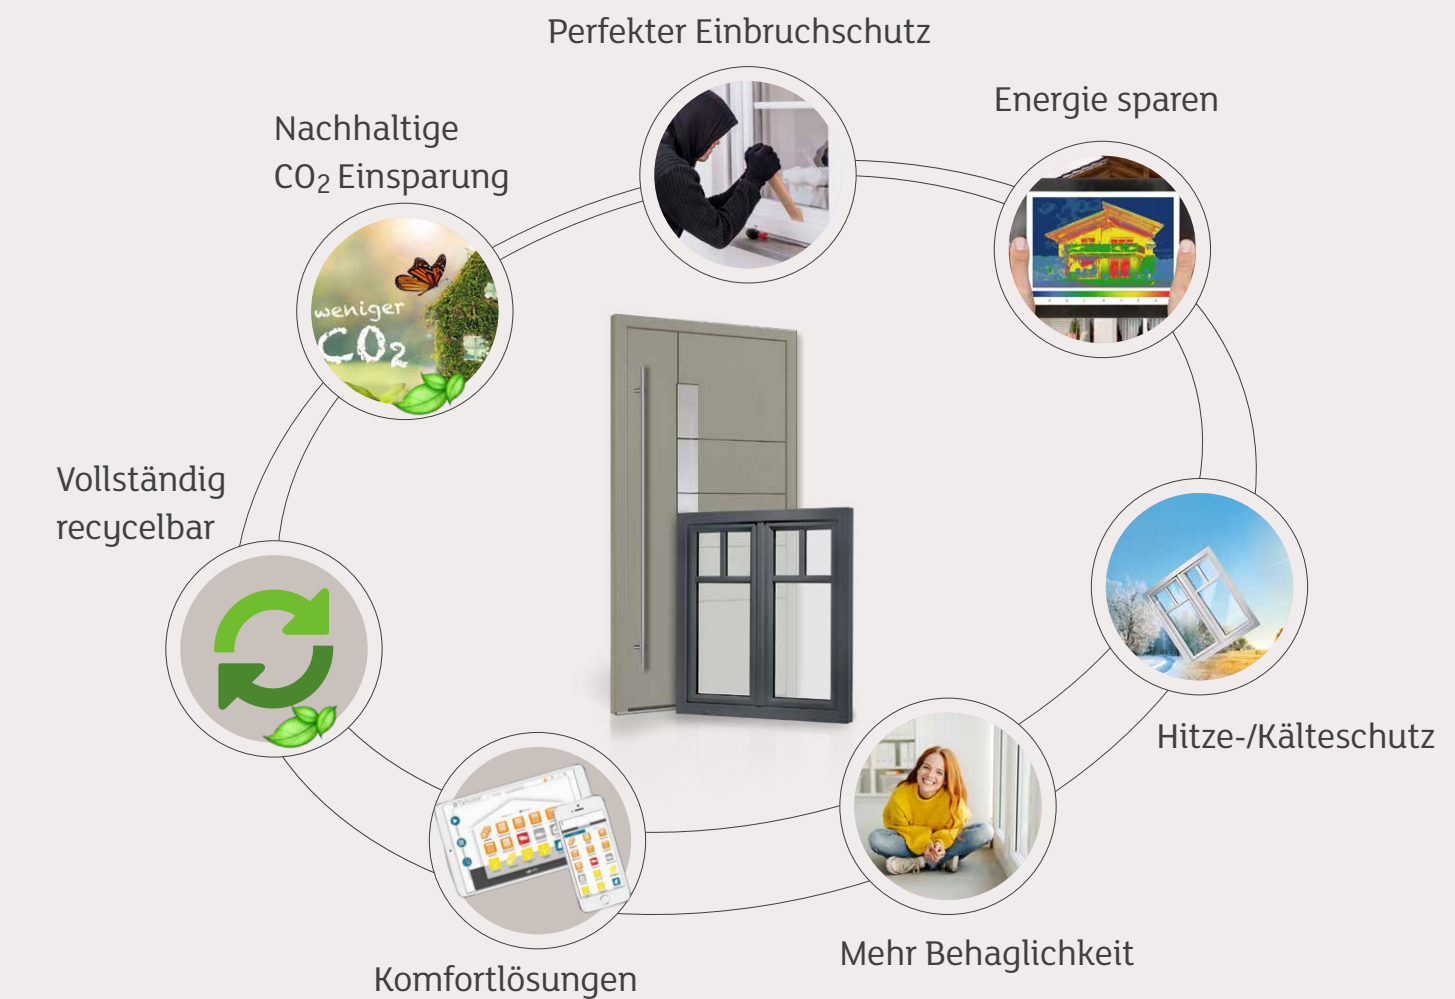 Perfekter Einbruchschutz
Energie sparen
Nachhaltige
CO₂ Einsparung
weniger
CO₂
Vollständig
recycelbar
Hitze-/Kälteschutz
Mehr Behaglichkeit
Komfortlösungen